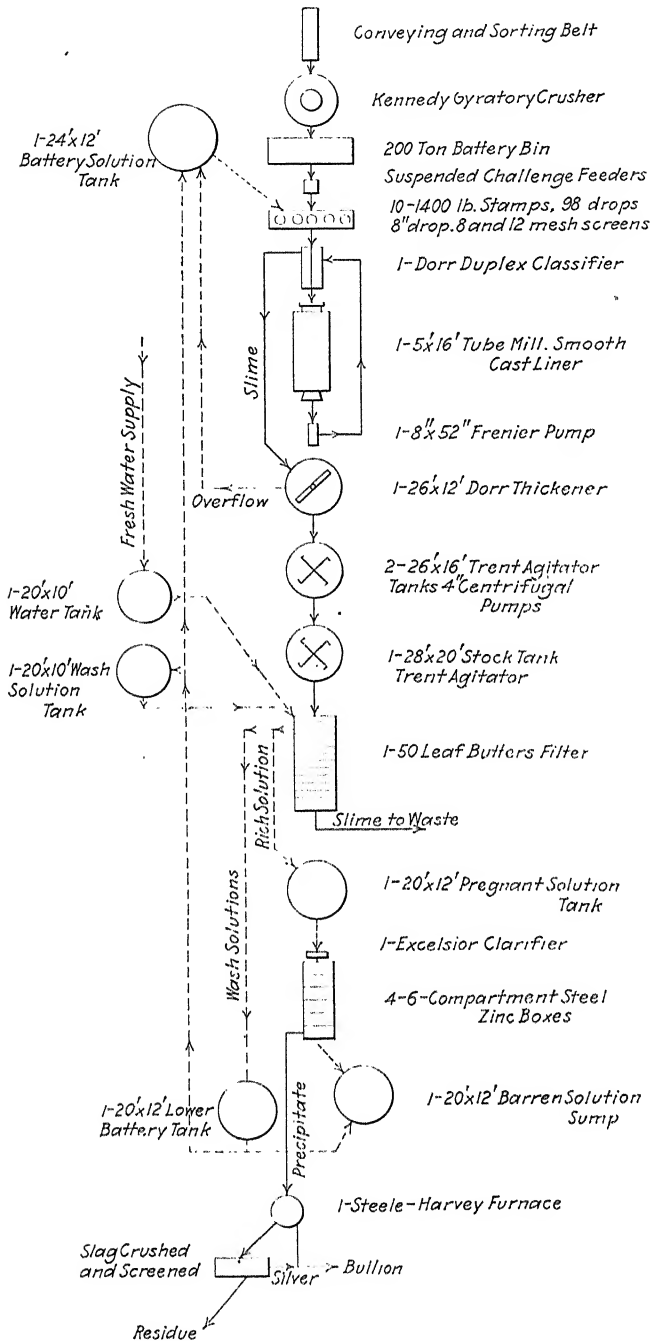 Conveying and Sorting Belt
Kennedy Gyratory Crusher
1-24'x12'
Battery Solution
Tank
200 Ton Battery Bin
Suspended Challenge Feeders
10-1400 lb. Stamps, 98 drops
8" drop. 8 and 12 mesh screens
1-Dorr Duplex Classifier
Slime
1-5'x16' Tube Mill. Smooth
Cast Liner
Fresh Water Supply
1-8"x52" Frenier Pump
Overflow
1-26'x12' Dorr Thickener
1-20'x10'
Water Tank
2-26'x16' Trent Agitator
Tanks 4" Centrifugal
Pumps
1-20'x10' Wash
Solution
Tank
1-28'x20' Stock Tank
Trent Agitator
1-50 Leaf Butters Filter
Rich Solution
Slime to Waste
Wash Solutions
1-20'x12' Pregnant Solution
Tank
1-Excelsior Clarifier
4-6-Compartment Steel
Zinc Boxes
1-20'x12' Lower
Battery Tank
Precipitate
1-20'x12' Barren Solution
Sump
1-Steele-Harvey Furnace
Slag Crushed
and Screened
Silver
Bullion
Residue